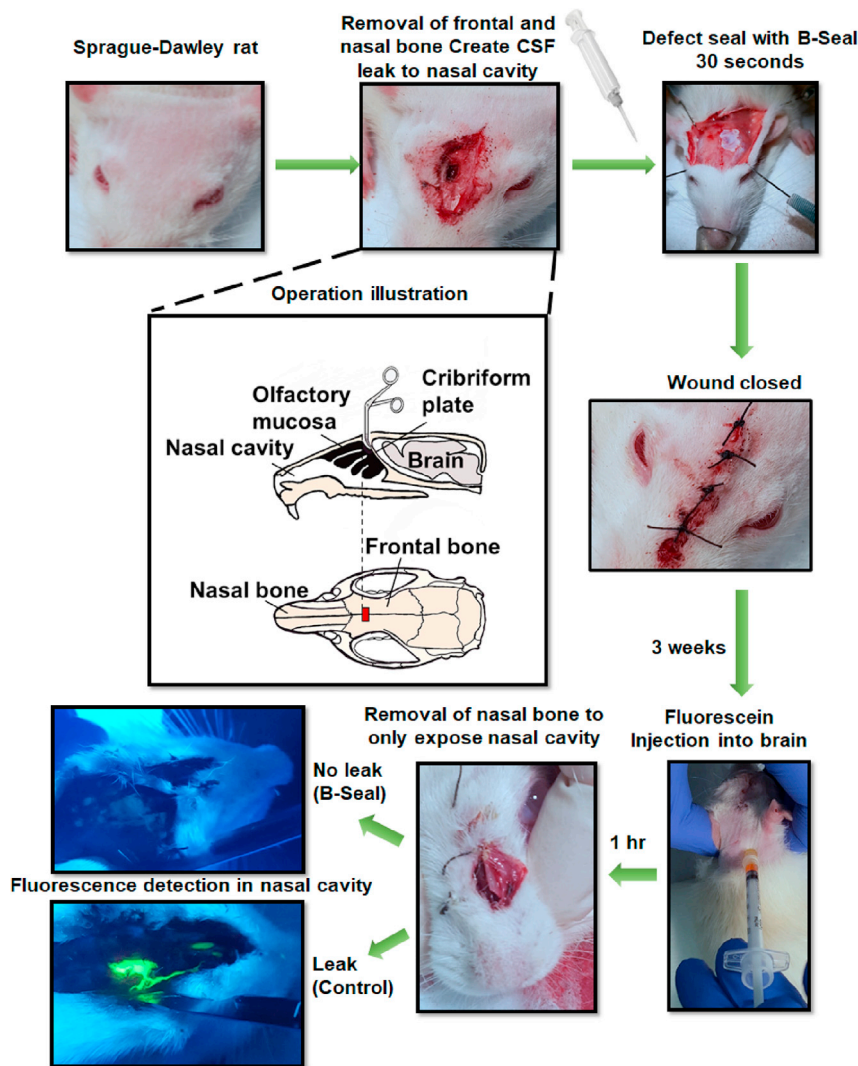 Sprague-Dawley rat
Removal of frontal and
nasal bone Create CSF
leak to nasal cavity
Defect seal with B-Seal
30 seconds
Operation illustration
Olfactory
mucosa
Nasal cavity
Cribriform
plate
Brain
Frontal bone
Nasal bone
Wound closed
3 weeks
Fluorescein
Injection into brain
1 hr
Removal of nasal bone to
only expose nasal cavity
No leak
(B-Seal)
Fluorescence detection in nasal cavity
Leak
(Control)